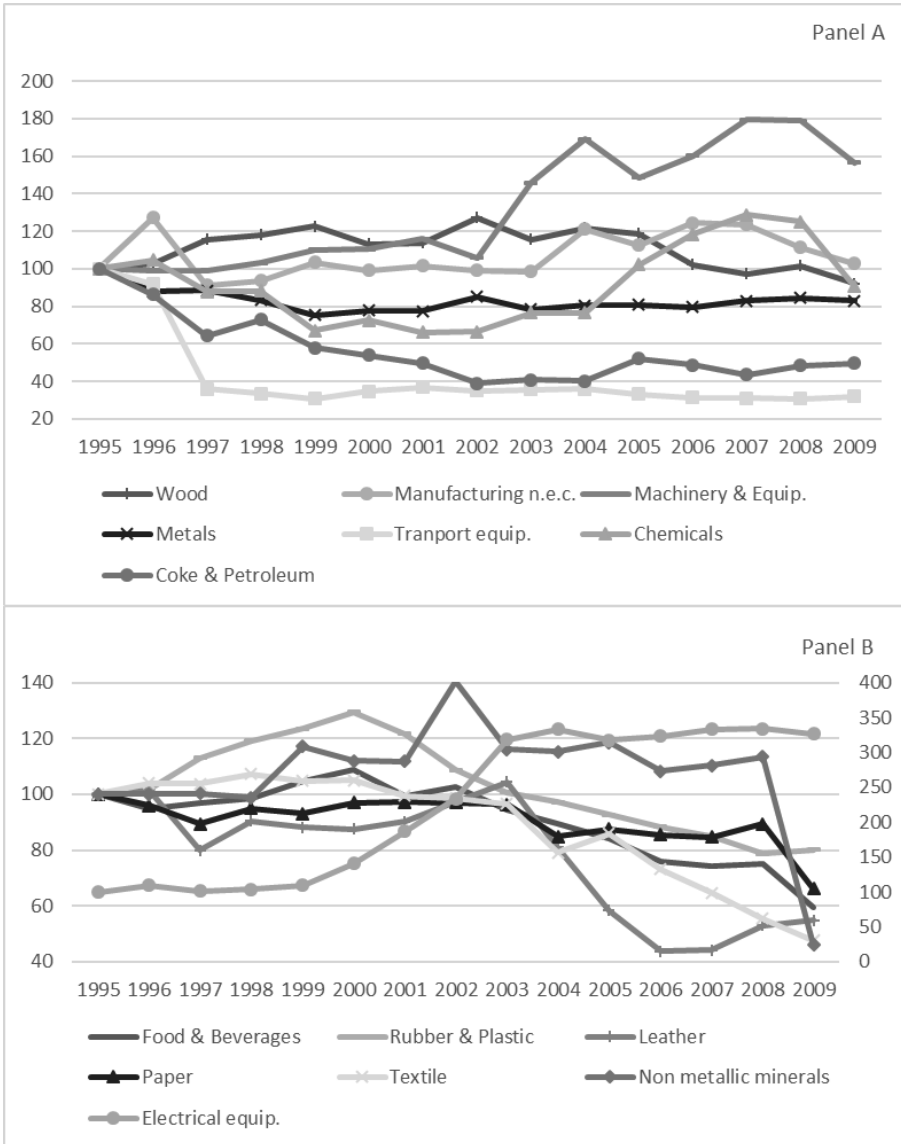 Panel A
200
180
160
140
120
100
80
60
40
20
1995 1996 1997 1998 1999 2000 2001 2002 2003 2004 2005 2006 2007 2008 2009
Wood Manufacturing n.e.c. Machinery & Equip.
Metals Tranport equip. Chemicals
Coke & Petroleum
Panel B
140 400
120 350
100 300
80 250
60 200
40 150
100
50
0
1995 1996 1997 1998 1999 2000 2001 2002 2003 2004 2005 2006 2007 2008 2009
Food & Beverages Rubber & Plastic Leather
Paper Textile Non metallic minerals
Electrical equip.